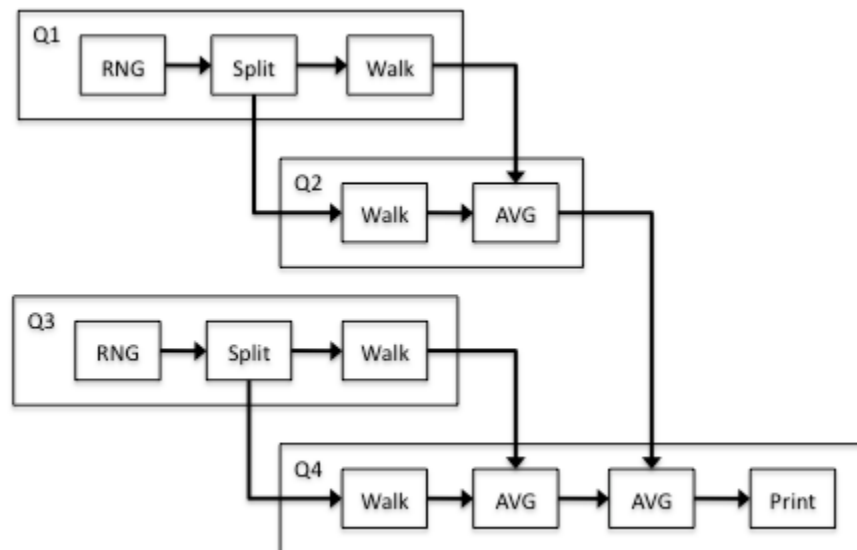 Q1
RNG
Split
Walk
Q2
Walk
AVG
Q3
RNG
Split
Walk
Q4
Walk
AVG
AVG
Print